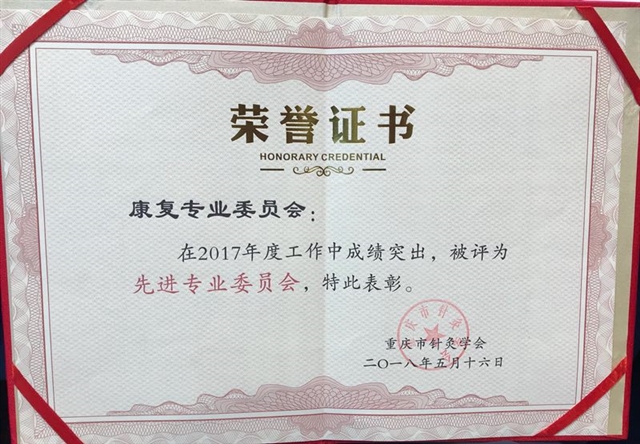 荣誉证书
HONORARY CREDENTIAL
康复专业委员会：
在2017年度工作中成绩突出，被评为
先进专业委员会，特此表彰。
重庆市针灸学会
二〇一八年五月十六日